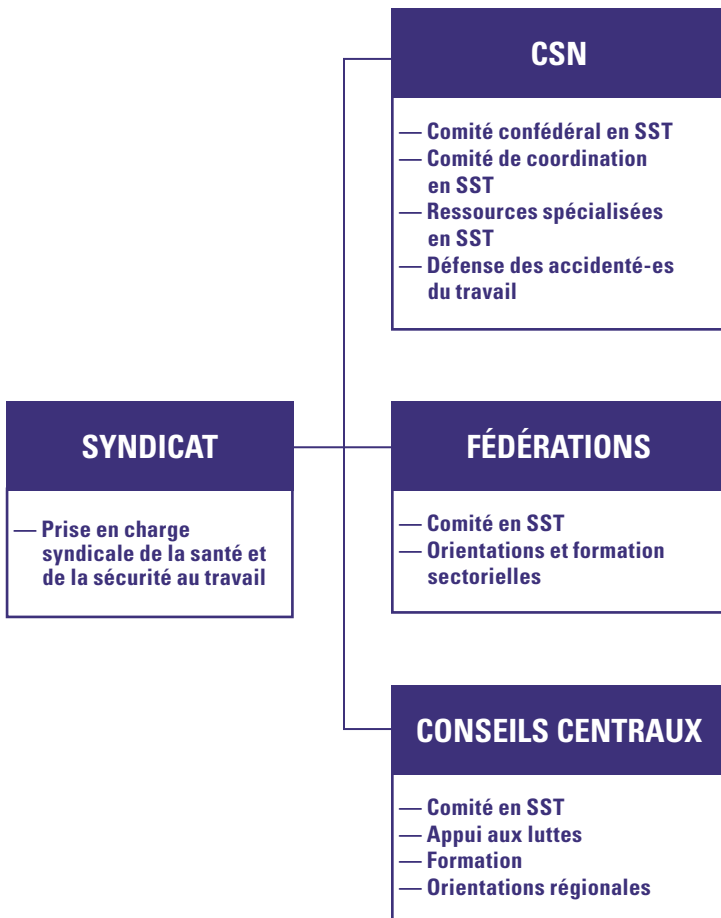 CSN
— Comité confédéral en SST
— Comité de coordination
en SST
— Ressources spécialisées
en SST
— Défense des accidenté-es
du travail
SYNDICAT
— Prise en charge
syndicale de la santé et
de la sécurité au travail
FÉDÉRATIONS
— Comité en SST
— Orientations et formation
sectorielles
CONSEILS CENTRAUX
— Comité en SST
— Appui aux luttes
— Formation
— Orientations régionales